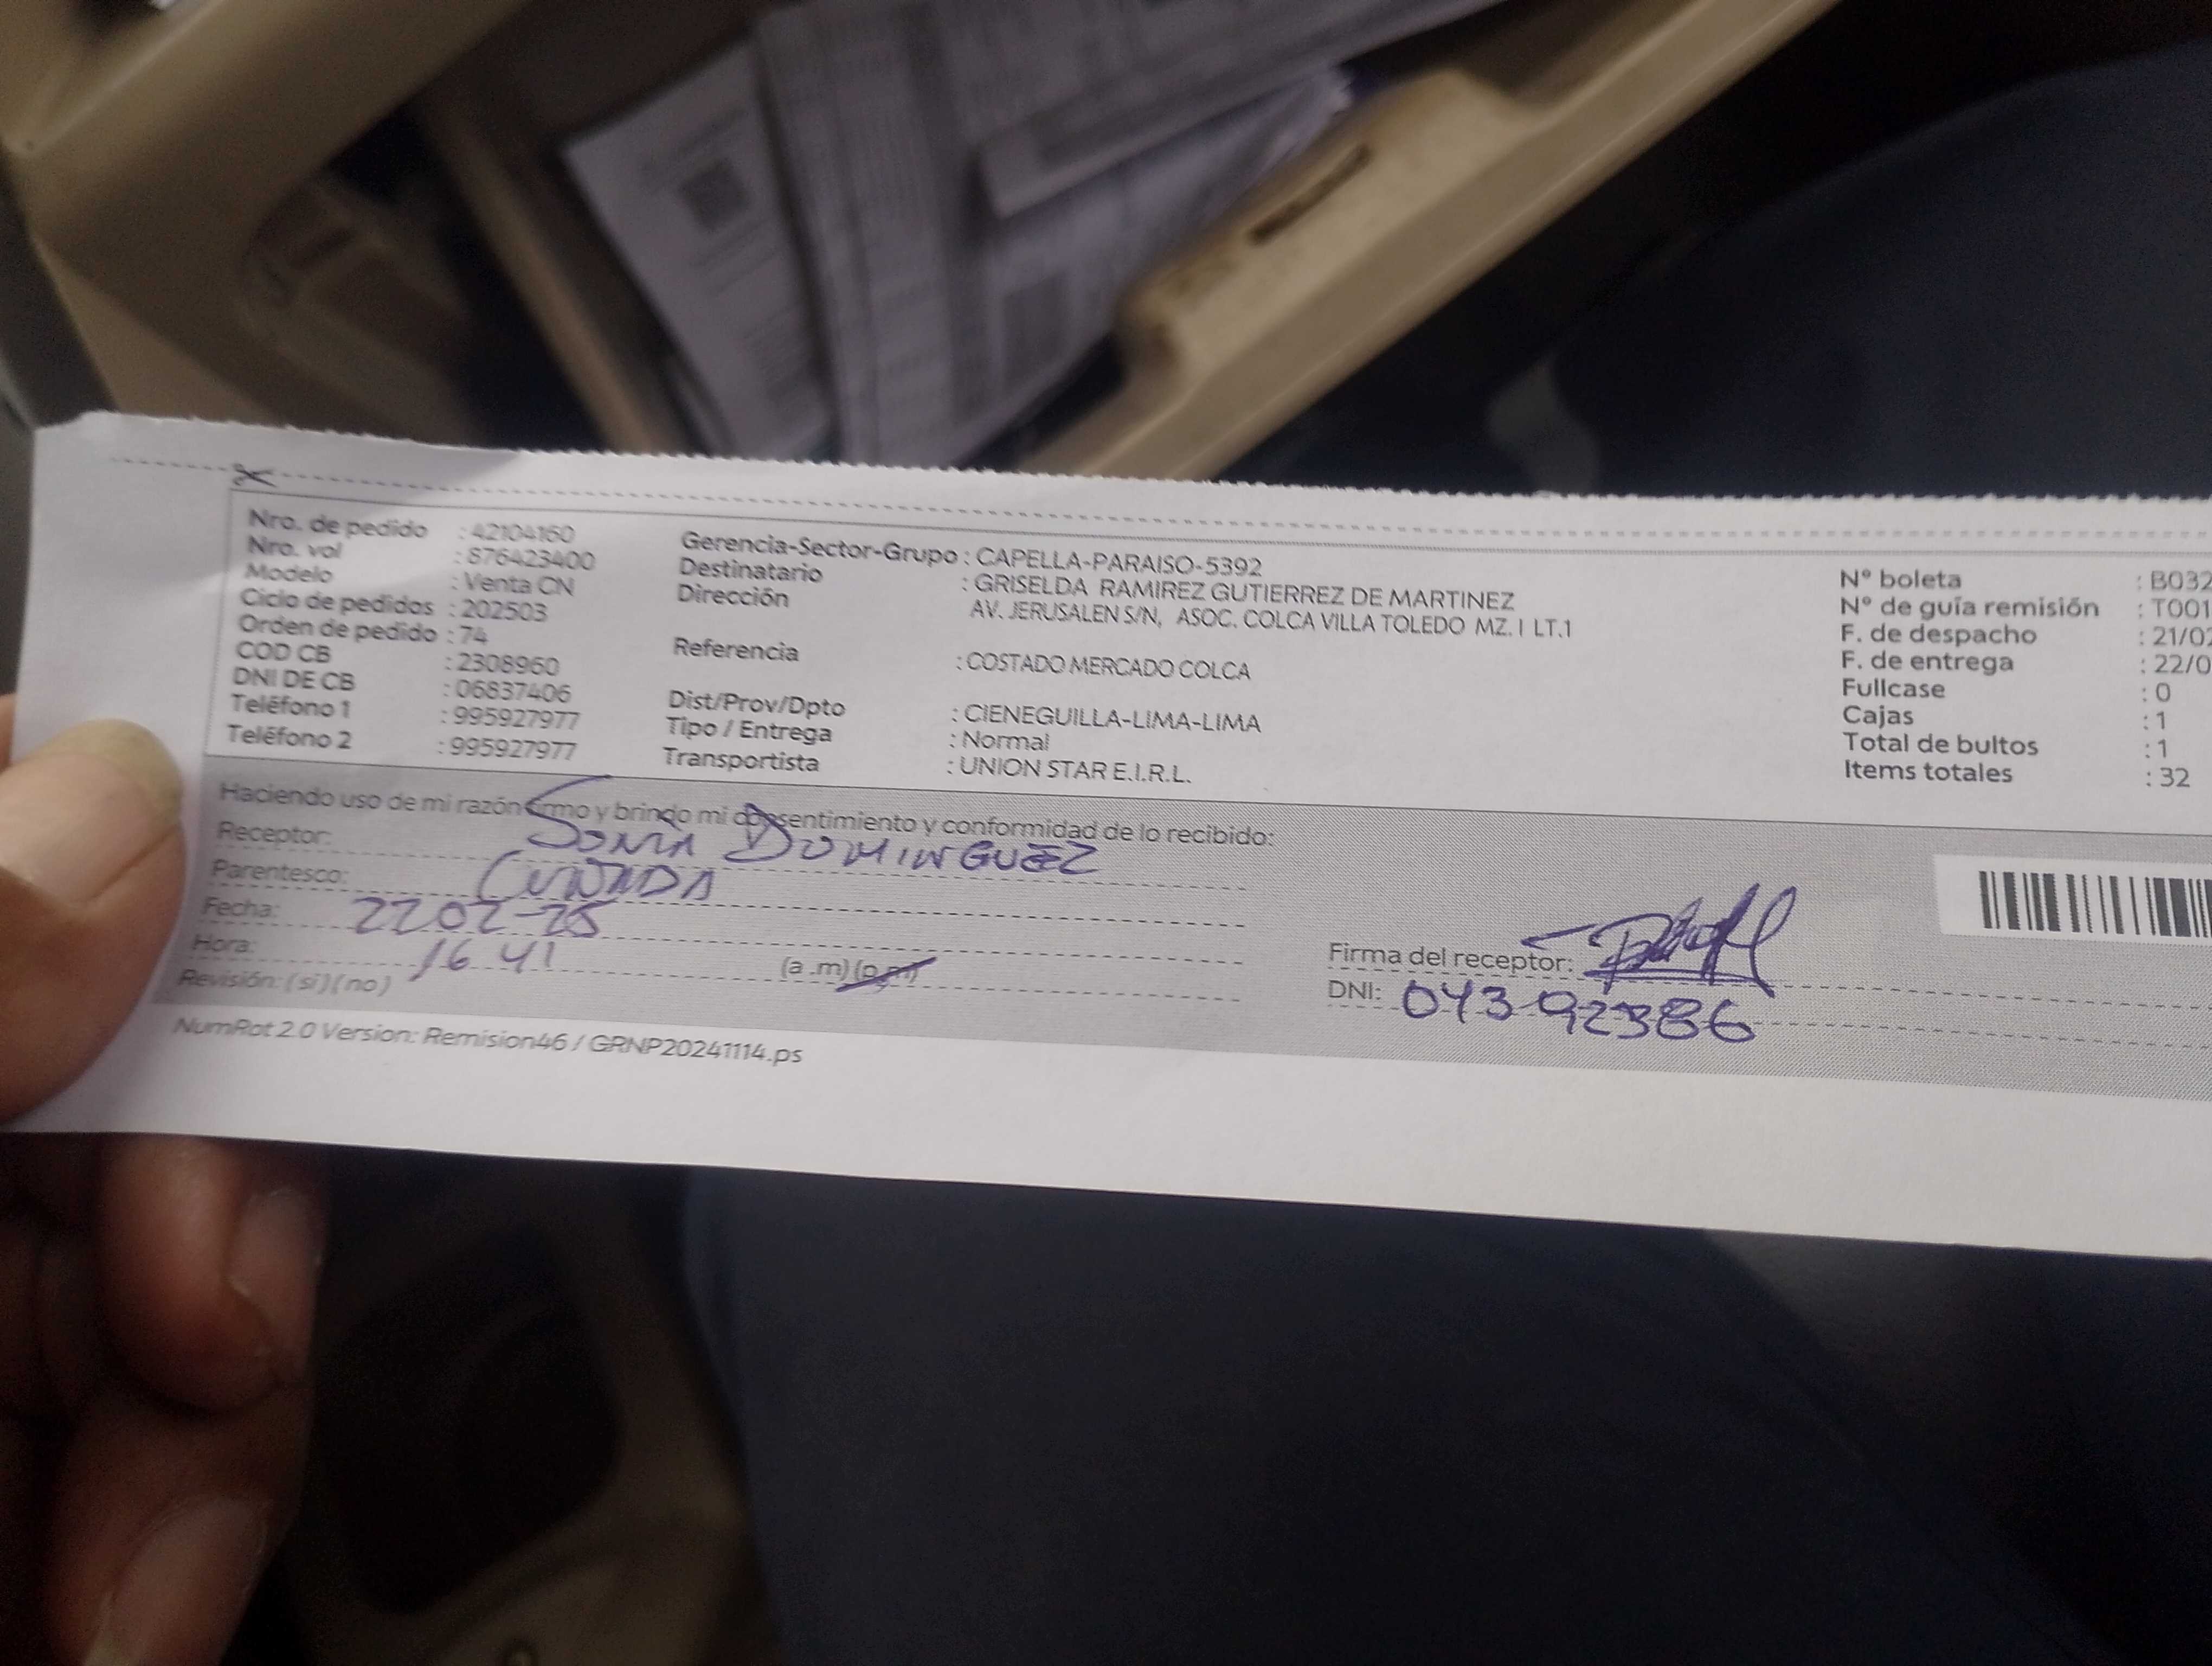 Nro. de pedido : 42104160
Nro. vol : 876423400
Modelo : Venta CN
Ciclo de pedidos : 202503
Orden de pedido : 74
COD CB : 2308960
DNI DE CB : 06837406
Teléfono 1 : 995927977
Teléfono 2 : 995927977
Gerencia-Sector-Grupo : CAPELLA-PARAISO-5392
Destinatario : GRISELDA RAMIREZ GUTIERREZ DE MARTINEZ
Dirección AV. JERUSALEN S/N, ASOC. COLCA VILLA TOLEDO MZ. I LT.1
Referencia : COSTADO MERCADO COLCA
Dist/Prov/Dpto : CIENEGUILLA-LIMA-LIMA
Tipo / Entrega : Normal
Transportista : UNION STAR E.I.R.L.
N° boleta : B032
N° de guía remisión : T001
F. de despacho : 21/02
F. de entrega : 22/0
Fullcase : 0
Cajas : 1
Total de bultos : 1
Items totales : 32
Haciendo uso de mi razón firmo y brindo mi consentimiento y conformidad de lo recibido:
Receptor: SONIA DOMINGUEZ
Parentesco: CUÑADA
Fecha: 22 02-25
Hora: 16 41 (a .m) (p.m)
Revisión: ( si ) ( no )
Firma del receptor:
DNI: 04392386
NumRot 2.0 Version: Remision46 / GRNP20241114.ps